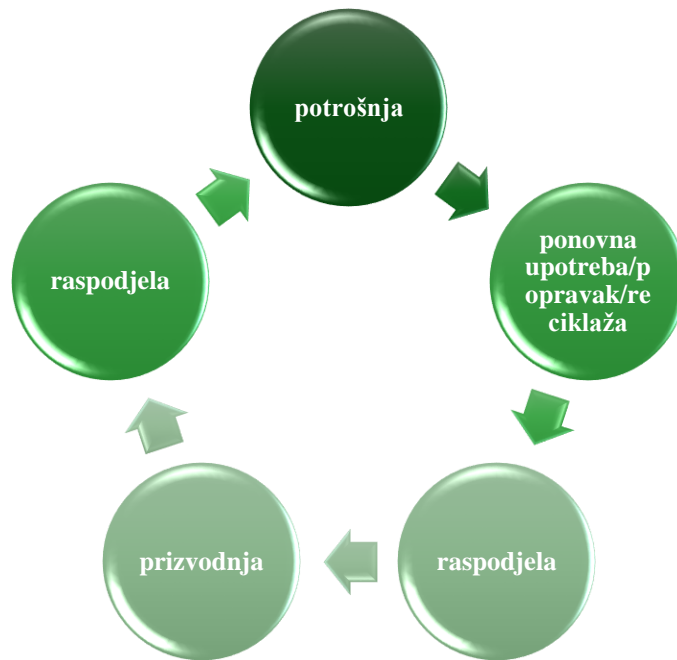 potrošnja
ponovna
upotreba/p
opravak/re
ciklaža
raspodjela
prizvodnja
raspodjela